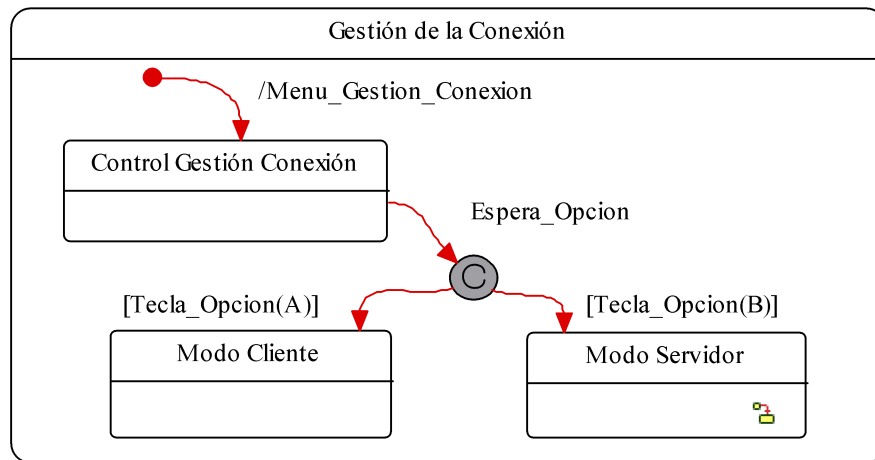 Gestión de la Conexión
/Menu_Gestion_Conexion
Control Gestión Conexión
Espera_Opcion
C
[Tecla_Opcion(A)]
[Tecla_Opcion(B)]
Modo Cliente
Modo Servidor